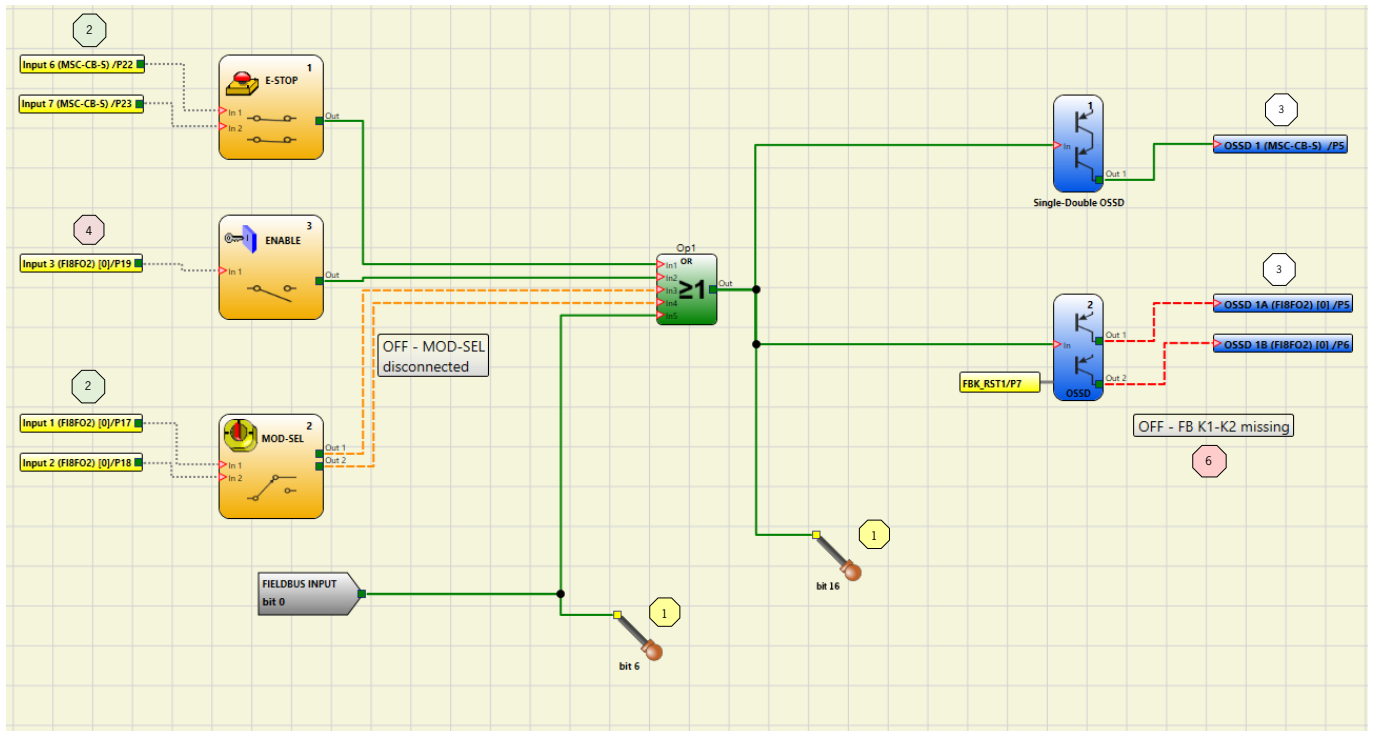 2
Input 6 (MSC-CB-S) /P22
Input 7 (MSC-CB-S) /P23
1
E-STOP
In 1
In 2
Out
4
Input 3 (FI8FO2) [0]/P19
3
ENABLE
In 1
Out
2
Input 1 (FI8FO2) [0]/P17
Input 2 (FI8FO2) [0]/P18
2
MOD-SEL
In 1
In 2
Out 1
Out 2
OFF - MOD-SEL
disconnected
FIELDBUS INPUT
bit 0
1
bit 6
Op1
OR
In1
In2
In3
In4
In5
≥1
Out
1
bit 16
1
In
Out 1
Single-Double OSSD
3
OSSD 1 (MSC-CB-S) /P5
2
In
Out 1
Out 2
OSSD
FBK_RST1/P7
3
OSSD 1A (FI8FO2) [0] /P5
OSSD 1B (FI8FO2) [0] /P6
OFF - FB K1-K2 missing
6